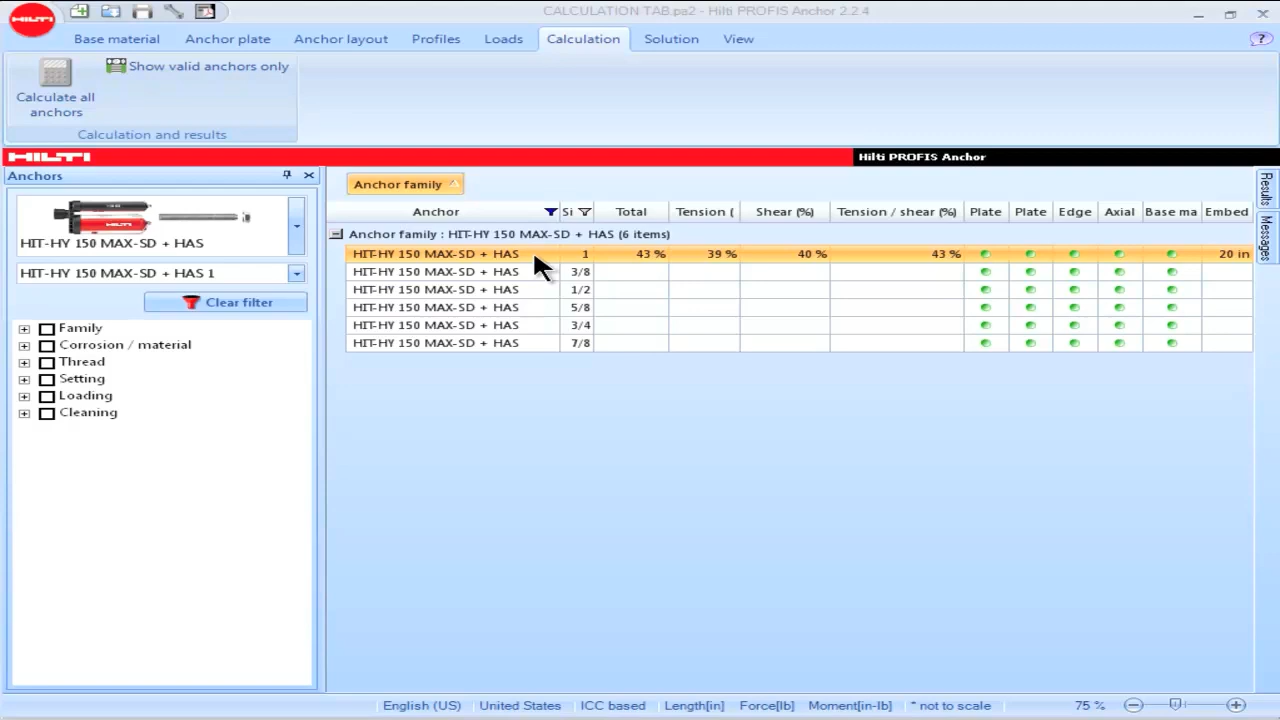 CALCULATION TAB.pa2 - Hilti PROFIS Anchor 2.2.4
HILTI
Base material Anchor plate Anchor layout Profiles Loads Calculation Solution View
Show valid anchors only
Calculate all
anchors
Calculation and results
HILTI Hilti PROFIS Anchor
Anchors
HIT-HY 150 MAX-SD + HAS
HIT-HY 150 MAX-SD + HAS 1
Clear filter
Family
Corrosion / material
Thread
Setting
Loading
Cleaning
Anchor family
Anchor Si Total Tension ( Shear (%) Tension / shear (%) Plate Plate Edge Axial Base ma Embed
Anchor family : HIT-HY 150 MAX-SD + HAS (6 items)
HIT-HY 150 MAX-SD + HAS 1 43 % 39 % 40 % 43 % 20 in
HIT-HY 150 MAX-SD + HAS 3/8
HIT-HY 150 MAX-SD + HAS 1/2
HIT-HY 150 MAX-SD + HAS 5/8
HIT-HY 150 MAX-SD + HAS 3/4
HIT-HY 150 MAX-SD + HAS 7/8
Results
Messages
English (US) United States ICC based Length[in] Force[lb] Moment[in-lb] * not to scale 75 %